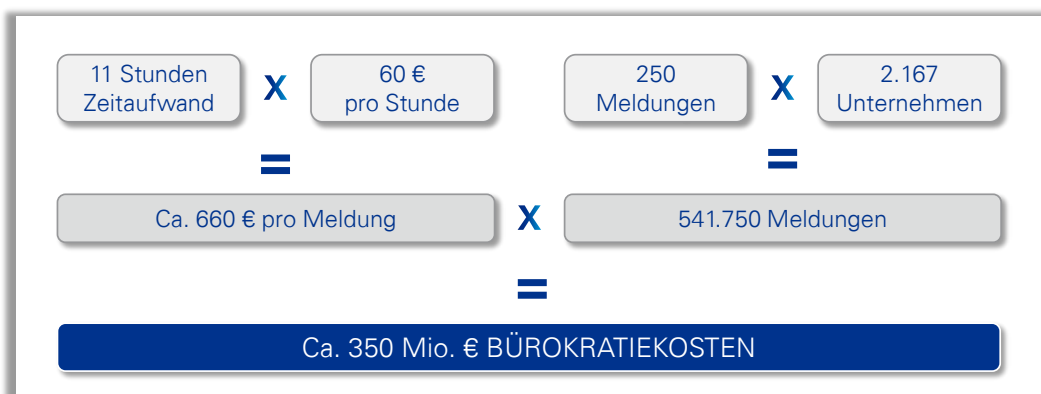 11 Stunden
Zeitaufwand
X
60 €
pro Stunde
250
Meldungen
X
2.167
Unternehmen
=
=
Ca. 660 € pro Meldung
X
541.750 Meldungen
=
Ca. 350 Mio. € BÜROKRATIEKOSTEN